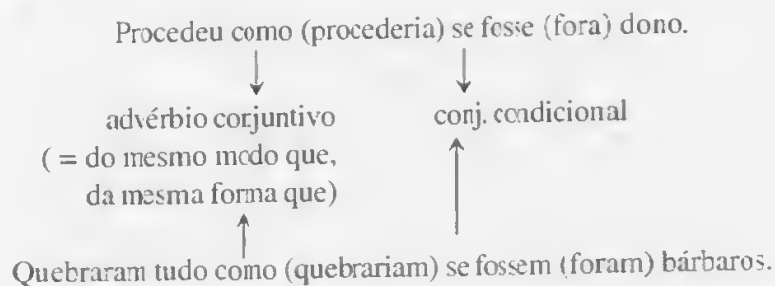 Procedeu como (procederia) se fosse (fora) dono.
advérbio conjuntivo conj. condicional
( = do mesmo modo que,
da mesma forma que)
Quebraram tudo como (quebrariam) se fossem (foram) bárbaros.